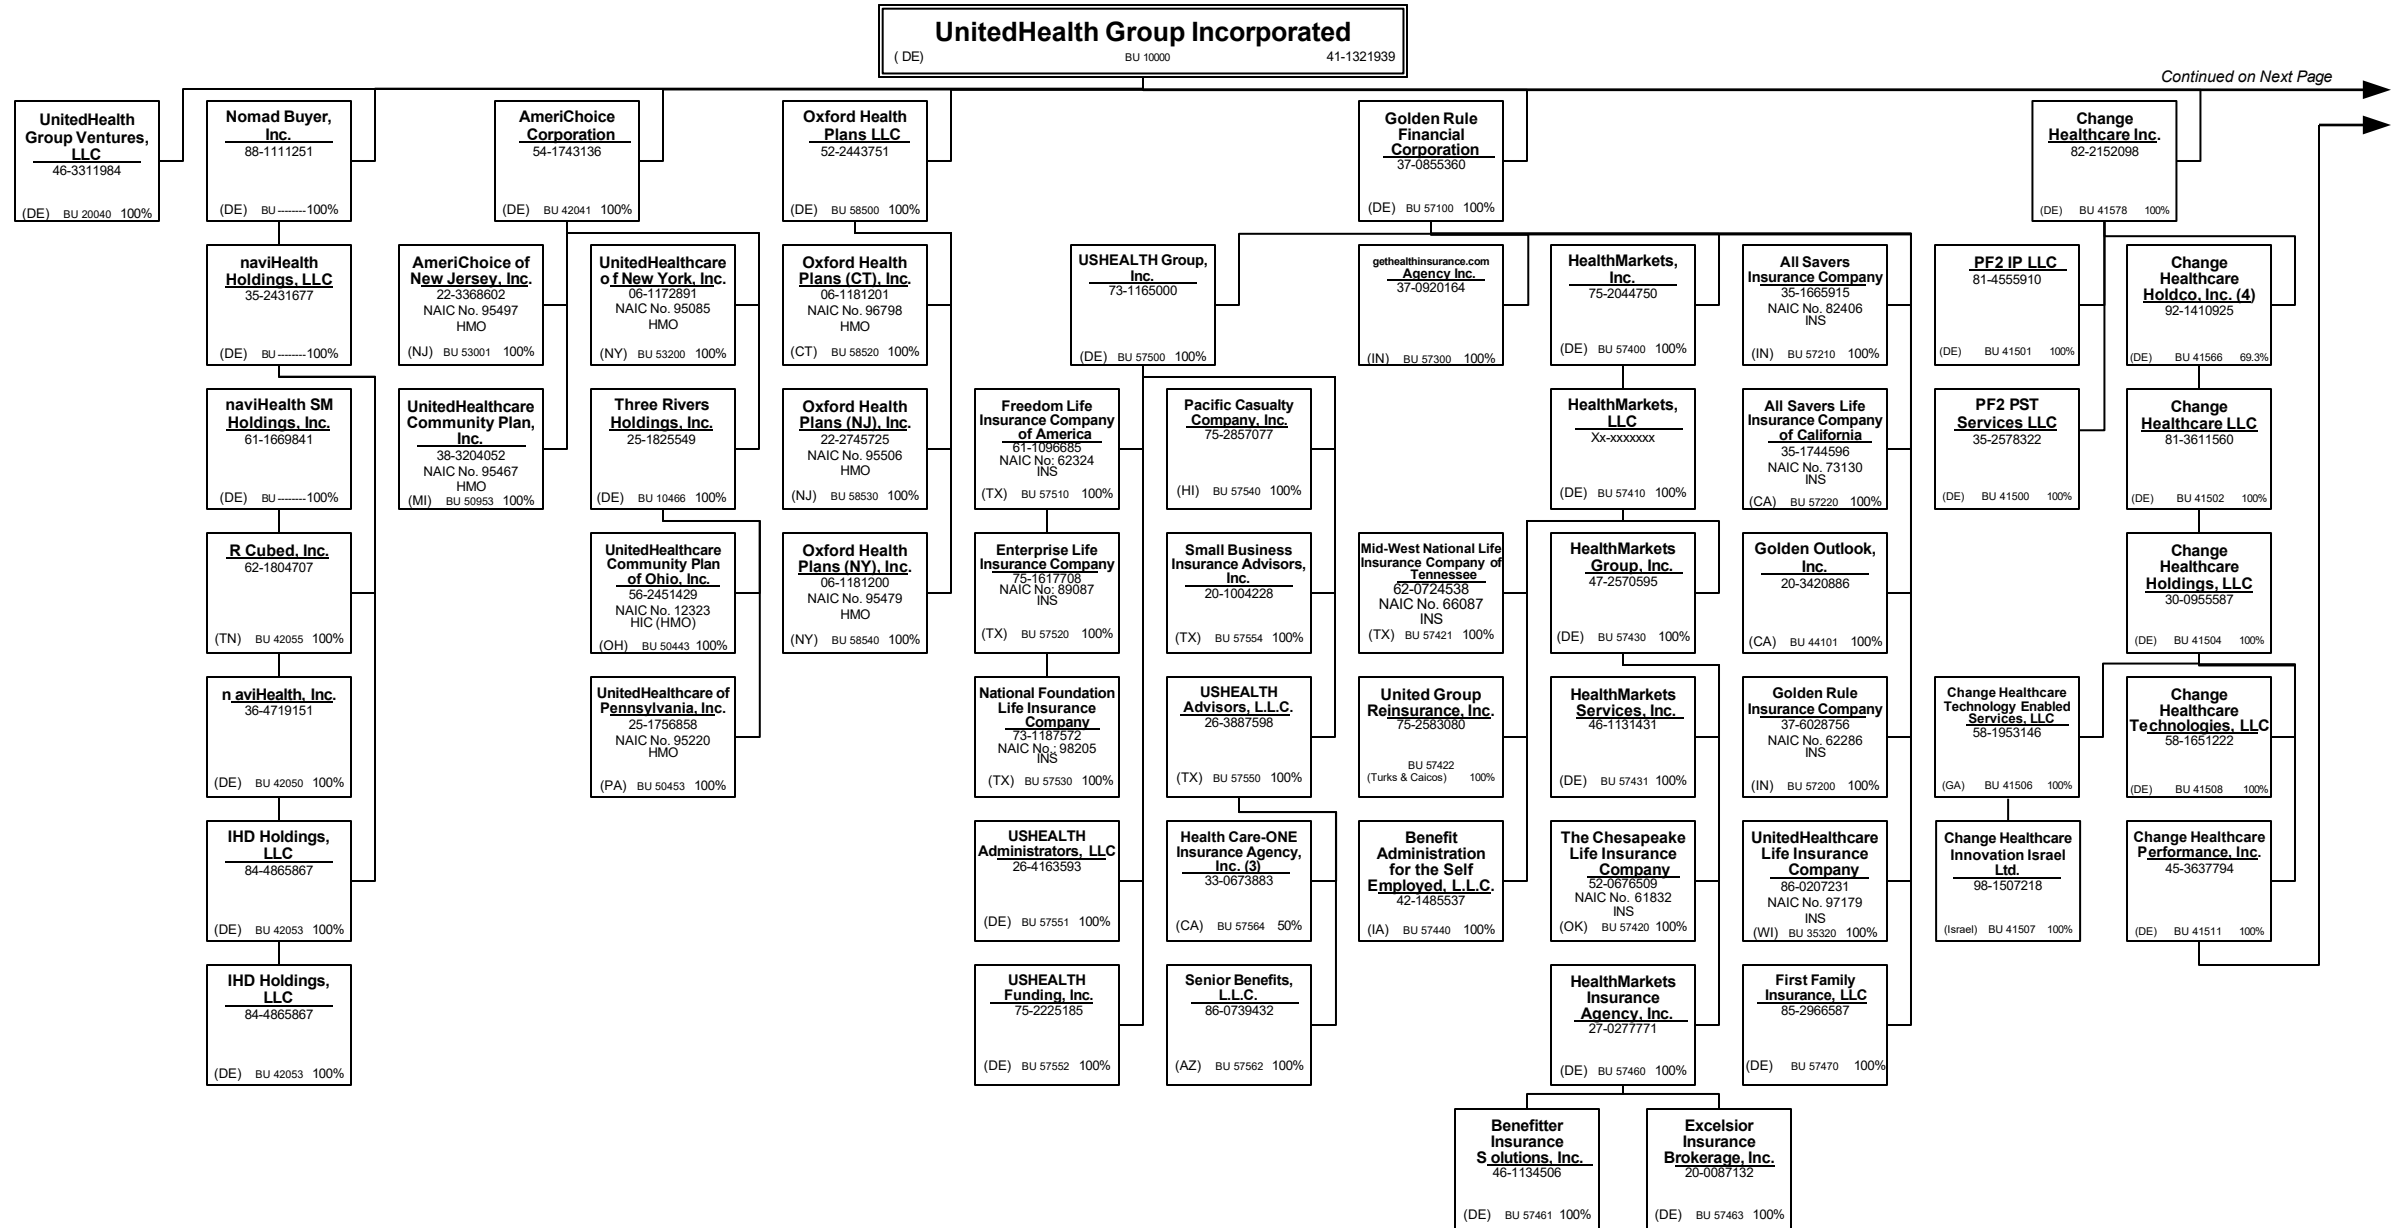 UnitedHealth Group Incorporated
( DE) BU 10000 41-1321939
Continued on Next Page
UnitedHealth
Group Ventures,
LLC
46-3311984
(DE) BU 20040 100%
Nomad Buyer,
Inc.
88-1111251
(DE) BU -------- 100%
AmeriChoice
Corporation
54-1743136
(DE) BU 42041 100%
Oxford Health
Plans LLC
52-2443751
(DE) BU 58500 100%
Golden Rule
Financial
Corporation
37-0855360
(DE) BU 57100 100%
Change
Healthcare Inc.
82-2152098
(DE) BU 41578 100%
naviHealth
Holdings, LLC
35-2431677
(DE) BU -------- 100%
AmeriChoice of
New Jersey, Inc.
22-3368602
NAIC No. 95497
HMO
(NJ) BU 53001 100%
UnitedHealthcare
of New York, Inc.
06-1172891
NAIC No. 95085
HMO
(NY) BU 53200 100%
Oxford Health
Plans (CT), Inc.
06-1181201
NAIC No. 96798
HMO
(CT) BU 58520 100%
USHEALTH Group,
Inc.
73-1165000
(DE) BU 57500 100%
gethealthinsurance.com
Agency Inc.
37-0920164
(IN) BU 57300 100%
HealthMarkets,
Inc.
75-2044750
(DE) BU 57400 100%
All Savers
Insurance Company
35-1665915
NAIC No. 82406
INS
(IN) BU 57210 100%
PF2 IP LLC
81-4555910
(DE) BU 41501 100%
Change
Healthcare
Holdco, Inc. (4)
92-1410925
(DE) BU 41566 69.3%
naviHealth SM
Holdings, Inc.
61-1669841
(DE) BU -------- 100%
UnitedHealthcare
Community Plan,
Inc.
38-3204052
NAIC No. 95467
HMO
(MI) BU 50953 100%
Three Rivers
Holdings, Inc.
25-1825549
(DE) BU 10466 100%
Oxford Health
Plans (NJ), Inc.
22-2745725
NAIC No. 95506
HMO
(NJ) BU 58530 100%
Freedom Life
Insurance Company
of America
61-1096685
NAIC No: 62324
INS
(TX) BU 57510 100%
Pacific Casualty
Company, Inc.
75-2857077
(HI) BU 57540 100%
HealthMarkets,
LLC
Xx-xxxxxxx
(DE) BU 57410 100%
All Savers Life
Insurance Company
of California
35-1744596
NAIC No. 73130
INS
(CA) BU 57220 100%
PF2 PST
Services LLC
35-2578322
(DE) BU 41500 100%
Change
Healthcare LLC
81-3611560
(DE) BU 41502 100%
R Cubed, Inc.
62-1804707
(TN) BU 42055 100%
UnitedHealthcare
Community Plan
of Ohio, Inc.
56-2451429
NAIC No. 12323
HIC (HMO)
(OH) BU 50443 100%
Oxford Health
Plans (NY), Inc.
06-1181200
NAIC No. 95479
HMO
(NY) BU 58540 100%
Enterprise Life
Insurance Company
75-1617708
NAIC No: 89087
INS
(TX) BU 57520 100%
Small Business
Insurance Advisors,
Inc.
20-1004228
(TX) BU 57554 100%
Mid-West National Life
Insurance Company of
Tennessee
62-0724538
NAIC No. 66087
INS
(TX) BU 57421 100%
HealthMarkets
Group, Inc.
47-2570595
(DE) BU 57430 100%
Golden Outlook,
Inc.
20-3420886
(CA) BU 44101 100%
Change
Healthcare
Holdings, LLC
30-0955587
(DE) BU 41504 100%
n aviHealth, Inc.
36-4719151
(DE) BU 42050 100%
UnitedHealthcare of
Pennsylvania, Inc.
25-1756858
NAIC No. 95220
HMO
(PA) BU 50453 100%
National Foundation
Life Insurance
Company
73-1187572
NAIC No.: 98205
INS
(TX) BU 57530 100%
USHEALTH
Advisors, L.L.C.
26-3887598
(TX) BU 57550 100%
United Group
Reinsurance, Inc.
75-2583080
BU 57422
(Turks & Caicos) 100%
HealthMarkets
Services, Inc.
46-1131431
(DE) BU 57431 100%
Golden Rule
Insurance Company
37-6028756
NAIC No. 62286
INS
(IN) BU 57200 100%
Change Healthcare
Technology Enabled
Services, LLC
58-1953146
(GA) BU 41506 100%
Change
Healthcare
Technologies, LLC
58-1651222
(DE) BU 41508 100%
IHD Holdings,
LLC
84-4865867
(DE) BU 42053 100%
USHEALTH
Administrators, LLC
26-4163593
(DE) BU 57551 100%
Health Care-ONE
Insurance Agency,
Inc. (3)
33-0673883
(CA) BU 57564 50%
Benefit
Administration
for the Self
Employed, L.L.C.
42-1485537
(IA) BU 57440 100%
The Chesapeake
Life Insurance
Company
52-0676509
NAIC No. 61832
INS
(OK) BU 57420 100%
UnitedHealthcare
Life Insurance
Company
86-0207231
NAIC No. 97179
INS
(WI) BU 35320 100%
Change Healthcare
Innovation Israel
Ltd.
98-1507218
(Israel) BU 41507 100%
Change Healthcare
Performance, Inc.
45-3637794
(DE) BU 41511 100%
IHD Holdings,
LLC
84-4865867
(DE) BU 42053 100%
USHEALTH
Funding, Inc.
75-2225185
(DE) BU 57552 100%
Senior Benefits,
L.L.C.
86-0739432
(AZ) BU 57562 100%
HealthMarkets
Insurance
Agency, Inc.
27-0277771
(DE) BU 57460 100%
First Family
Insurance, LLC
85-2966587
(DE) BU 57470 100%
Benefitter
Insurance
S olutions, Inc.
46-1134506
(DE) BU 57461 100%
Excelsior
Insurance
Brokerage, Inc.
20-0087132
(DE) BU 57463 100%